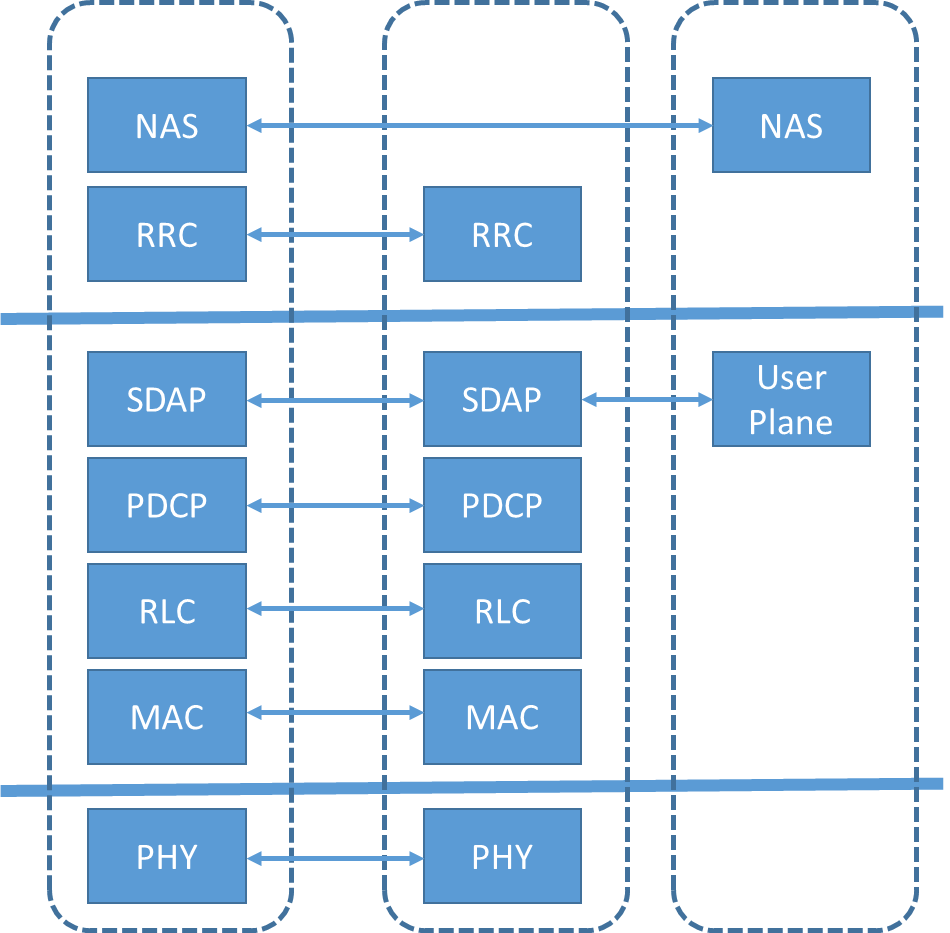 NAS
NAS
RRC
RRC
SDAP
SDAP
User
Plane
PDCP
PDCP
RLC
RLC
MAC
MAC
PHY
PHY